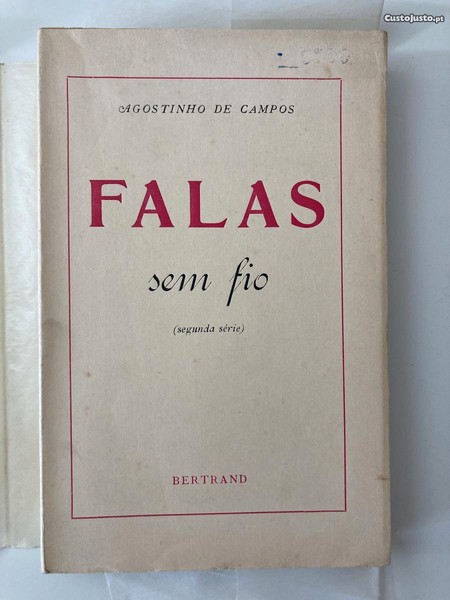 CustoJusto.pt
AGOSTINHO DE CAMPOS
FALAS
sem fio
(segunda série)
BERTRAND